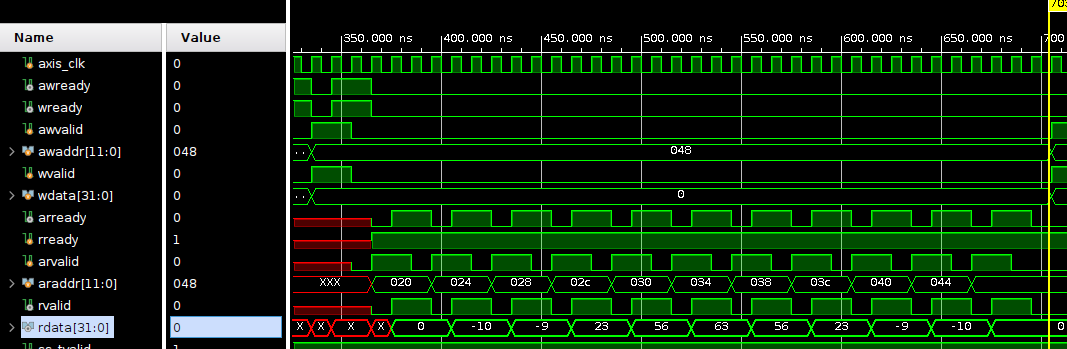 703
Name Value 350.000 ns 400.000 ns 450.000 ns 500.000 ns 550.000 ns 600.000 ns 650.000 ns 700
axis_clk 0
awready 0
wready 0
awvalid 0
awaddr[11:0] 048 .. 048
wvalid 0
wdata[31:0] 0 .. 0
arready 0
rready 1
arvalid 0
araddr[11:0] 048 XXX 020 024 028 02c 030 034 038 03c 040 044
rvalid 0
rdata[31:0] 0 X X X X 0 -10 -9 23 56 63 56 23 -9 -10 0
ss_tvalid 1